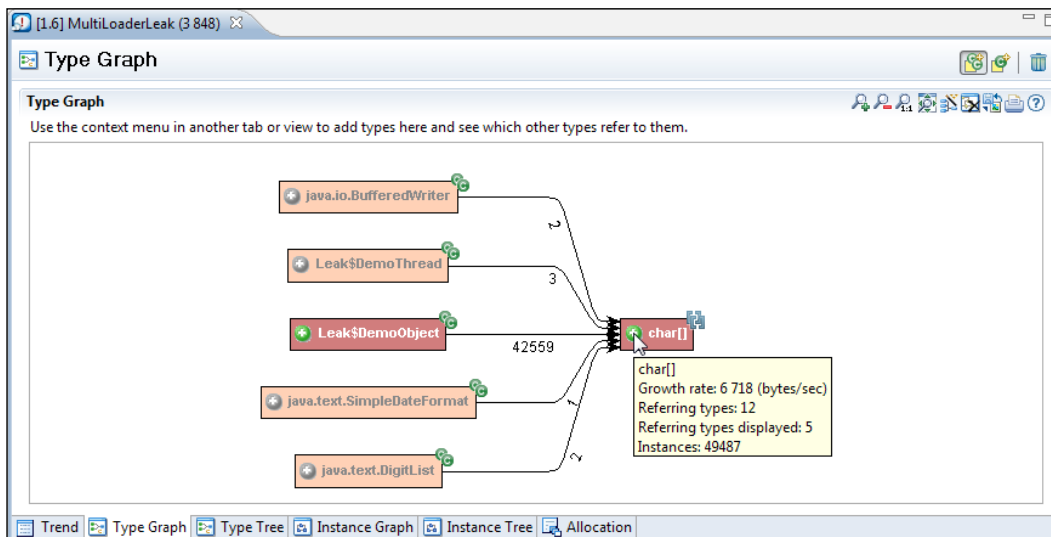 [1.6] MultiLoaderLeak (3 848)
Type Graph
Type Graph
1:1
Use the context menu in another tab or view to add types here and see which other types refer to them.
java.io.BufferedWriter
2
Leak$DemoThread
3
Leak$DemoObject
42559
char[]
char[]
Growth rate: 6 718 (bytes/sec)
Referring types: 12
Referring types displayed: 5
Instances: 49487
java.text.SimpleDateFormat
1
java.text.DigitList
2
Trend Type Graph Type Tree Instance Graph Instance Tree Allocation